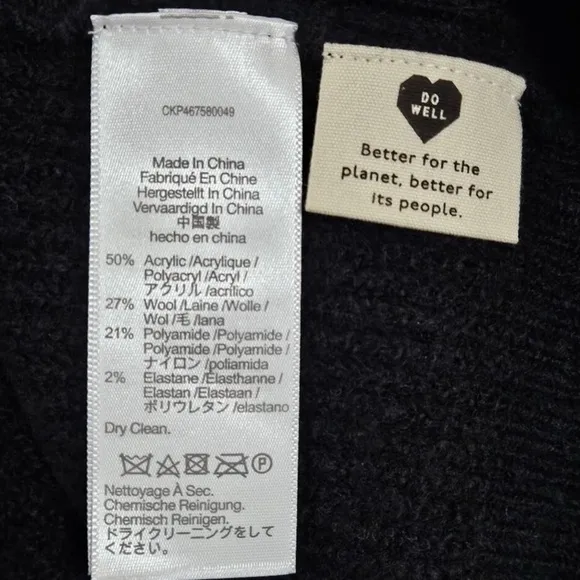 CKP467580049
Made In China
Fabriqué En Chine
Hergestellt In China
Vervaardigd In China
中国製
hecho en china
50% Acrylic /Acrylique /
Polyacryl /Acryl /
アクリル /acrílico
27% Wool /Laine /Wolle /
Wol /毛 /lana
21% Polyamide /Polyamide /
Polyamide /Polyamide /
ナイロン /poliamida
2% Elastane /Elasthanne /
Elastan /Elastaan /
ポリウレタン /elastano
Dry Clean.
P
Nettoyage À Sec.
Chemische Reinigung.
Chemisch Reinigen.
ドライクリーニングをして
ください。
DO
WELL
Better for the
planet, better for
its people.